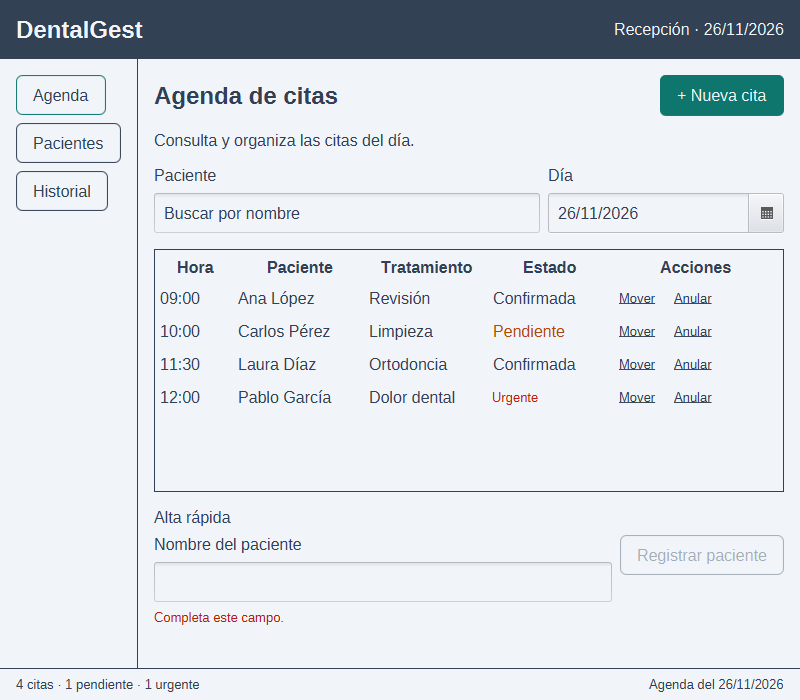 DentalGest
Recepción · 26/11/2026
Agenda
Pacientes
Historial
Agenda de citas
+ Nueva cita
Consulta y organiza las citas del día.
Paciente
Día
Buscar por nombre
26/11/2026
Hora Paciente Tratamiento Estado Acciones
09:00 Ana López Revisión Confirmada Mover Anular
10:00 Carlos Pérez Limpieza Pendiente Mover Anular
11:30 Laura Díaz Ortodoncia Confirmada Mover Anular
12:00 Pablo García Dolor dental Urgente Mover Anular
Alta rápida
Nombre del paciente
Registrar paciente
Completa este campo.
4 citas · 1 pendiente · 1 urgente
Agenda del 26/11/2026